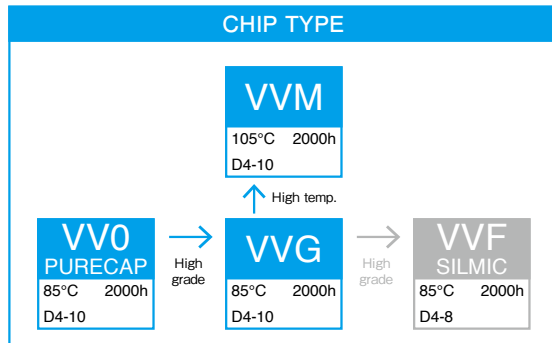 CHIP TYPE
VVM
105°C 2000h
D4-10
High temp.
VV0
PURECAP
85°C 2000h
D4-10
High
grade
VVG
85°C 2000h
D4-10
High
grade
VVF
SILMIC
85°C 2000h
D4-8